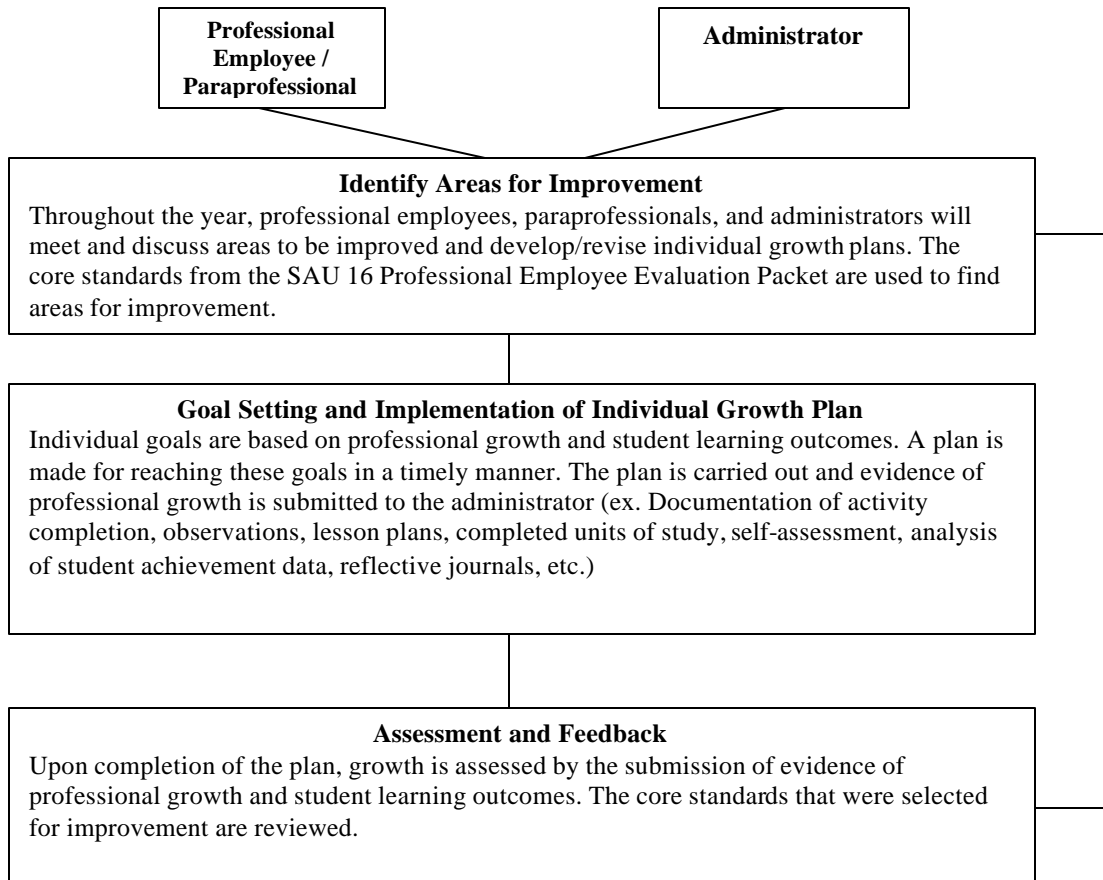 Professional
Employee /
Paraprofessional
Administrator
Identify Areas for Improvement
Throughout the year, professional employees, paraprofessionals, and administrators will
meet and discuss areas to be improved and develop/revise individual growth plans. The
core standards from the SAU 16 Professional Employee Evaluation Packet are used to find
areas for improvement.
Goal Setting and Implementation of Individual Growth Plan
Individual goals are based on professional growth and student learning outcomes. A plan is
made for reaching these goals in a timely manner. The plan is carried out and evidence of
professional growth is submitted to the administrator (ex. Documentation of activity
completion, observations, lesson plans, completed units of study, self-assessment, analysis
of student achievement data, reflective journals, etc.)
Assessment and Feedback
Upon completion of the plan, growth is assessed by the submission of evidence of
professional growth and student learning outcomes. The core standards that were selected
for improvement are reviewed.